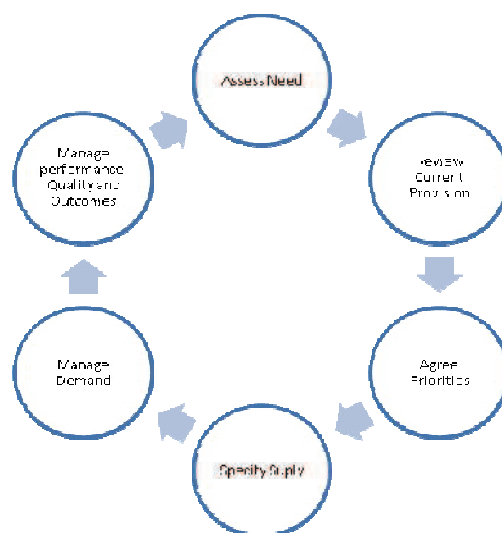 Assess Need
Review
Current
Provision
Agree
Priorities
Specify Suply
Manage
Demand
Manage
performance
Quality and
Outcomes